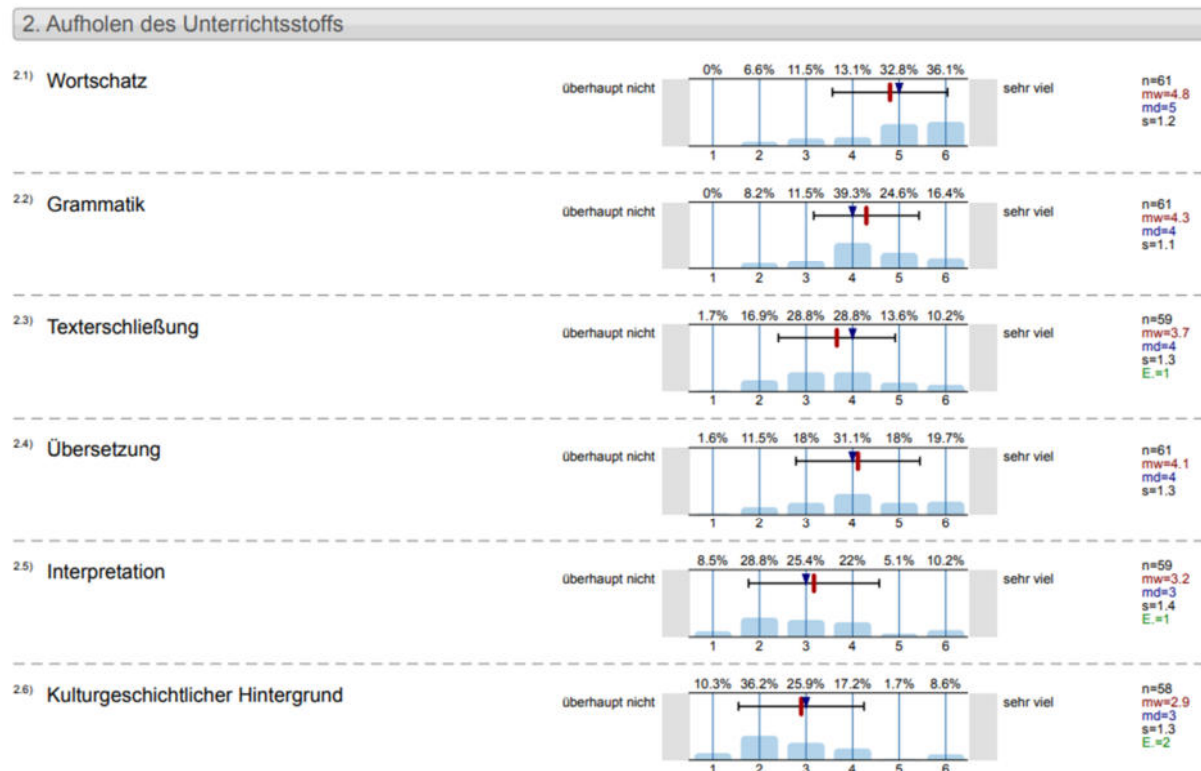 2. Aufholen des Unterrichtsstoffs
2.1) Wortschatz
0% 6.6% 11.5% 13.1% 32.8% 36.1%
überhaupt nicht sehr viel
n=61
mw=4.8
md=5
s=1.2
1 2 3 4 5 6
2.2) Grammatik
0% 8.2% 11.5% 39.3% 24.6% 16.4%
überhaupt nicht sehr viel
n=61
mw=4.3
md=4
s=1.1
1 2 3 4 5 6
2.3) Texterschließung
1.7% 16.9% 28.8% 28.8% 13.6% 10.2%
überhaupt nicht sehr viel
n=59
mw=3.7
md=4
s=1.3
E.=1
1 2 3 4 5 6
2.4) Übersetzung
1.6% 11.5% 18% 31.1% 18% 19.7%
überhaupt nicht sehr viel
n=61
mw=4.1
md=4
s=1.3
1 2 3 4 5 6
2.5) Interpretation
8.5% 28.8% 25.4% 22% 5.1% 10.2%
überhaupt nicht sehr viel
n=59
mw=3.2
md=3
s=1.4
E.=1
1 2 3 4 5 6
2.6) Kulturgeschichtlicher Hintergrund
10.3% 36.2% 25.9% 17.2% 1.7% 8.6%
überhaupt nicht sehr viel
n=58
mw=2.9
md=3
s=1.3
E.=2
1 2 3 4 5 6